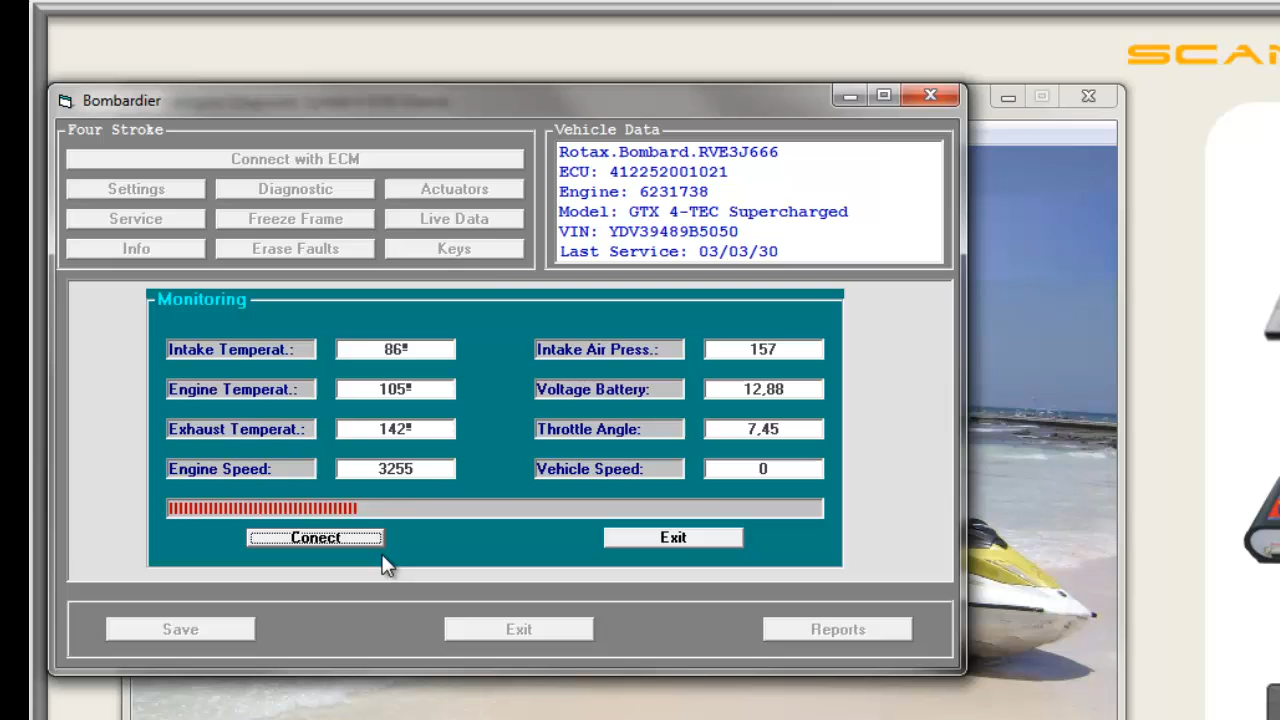 SCAN
Bombardier
Four Stroke
Connect with ECM
Settings Diagnostic Actuators
Service Freeze Frame Live Data
Info Erase Faults Keys
Vehicle Data
Rotax.Bombard.RVE3J666
ECU: 412252001021
Engine: 6231738
Model: GTX 4-TEC Supercharged
VIN: YDV39489B5050
Last Service: 03/03/30
Monitoring
Intake Temperat.: 86º Intake Air Press.: 157
Engine Temperat.: 105º Voltage Battery: 12,88
Exhaust Temperat.: 142º Throttle Angle: 7,45
Engine Speed: 3255 Vehicle Speed: 0
Conect Exit
Save Exit Reports